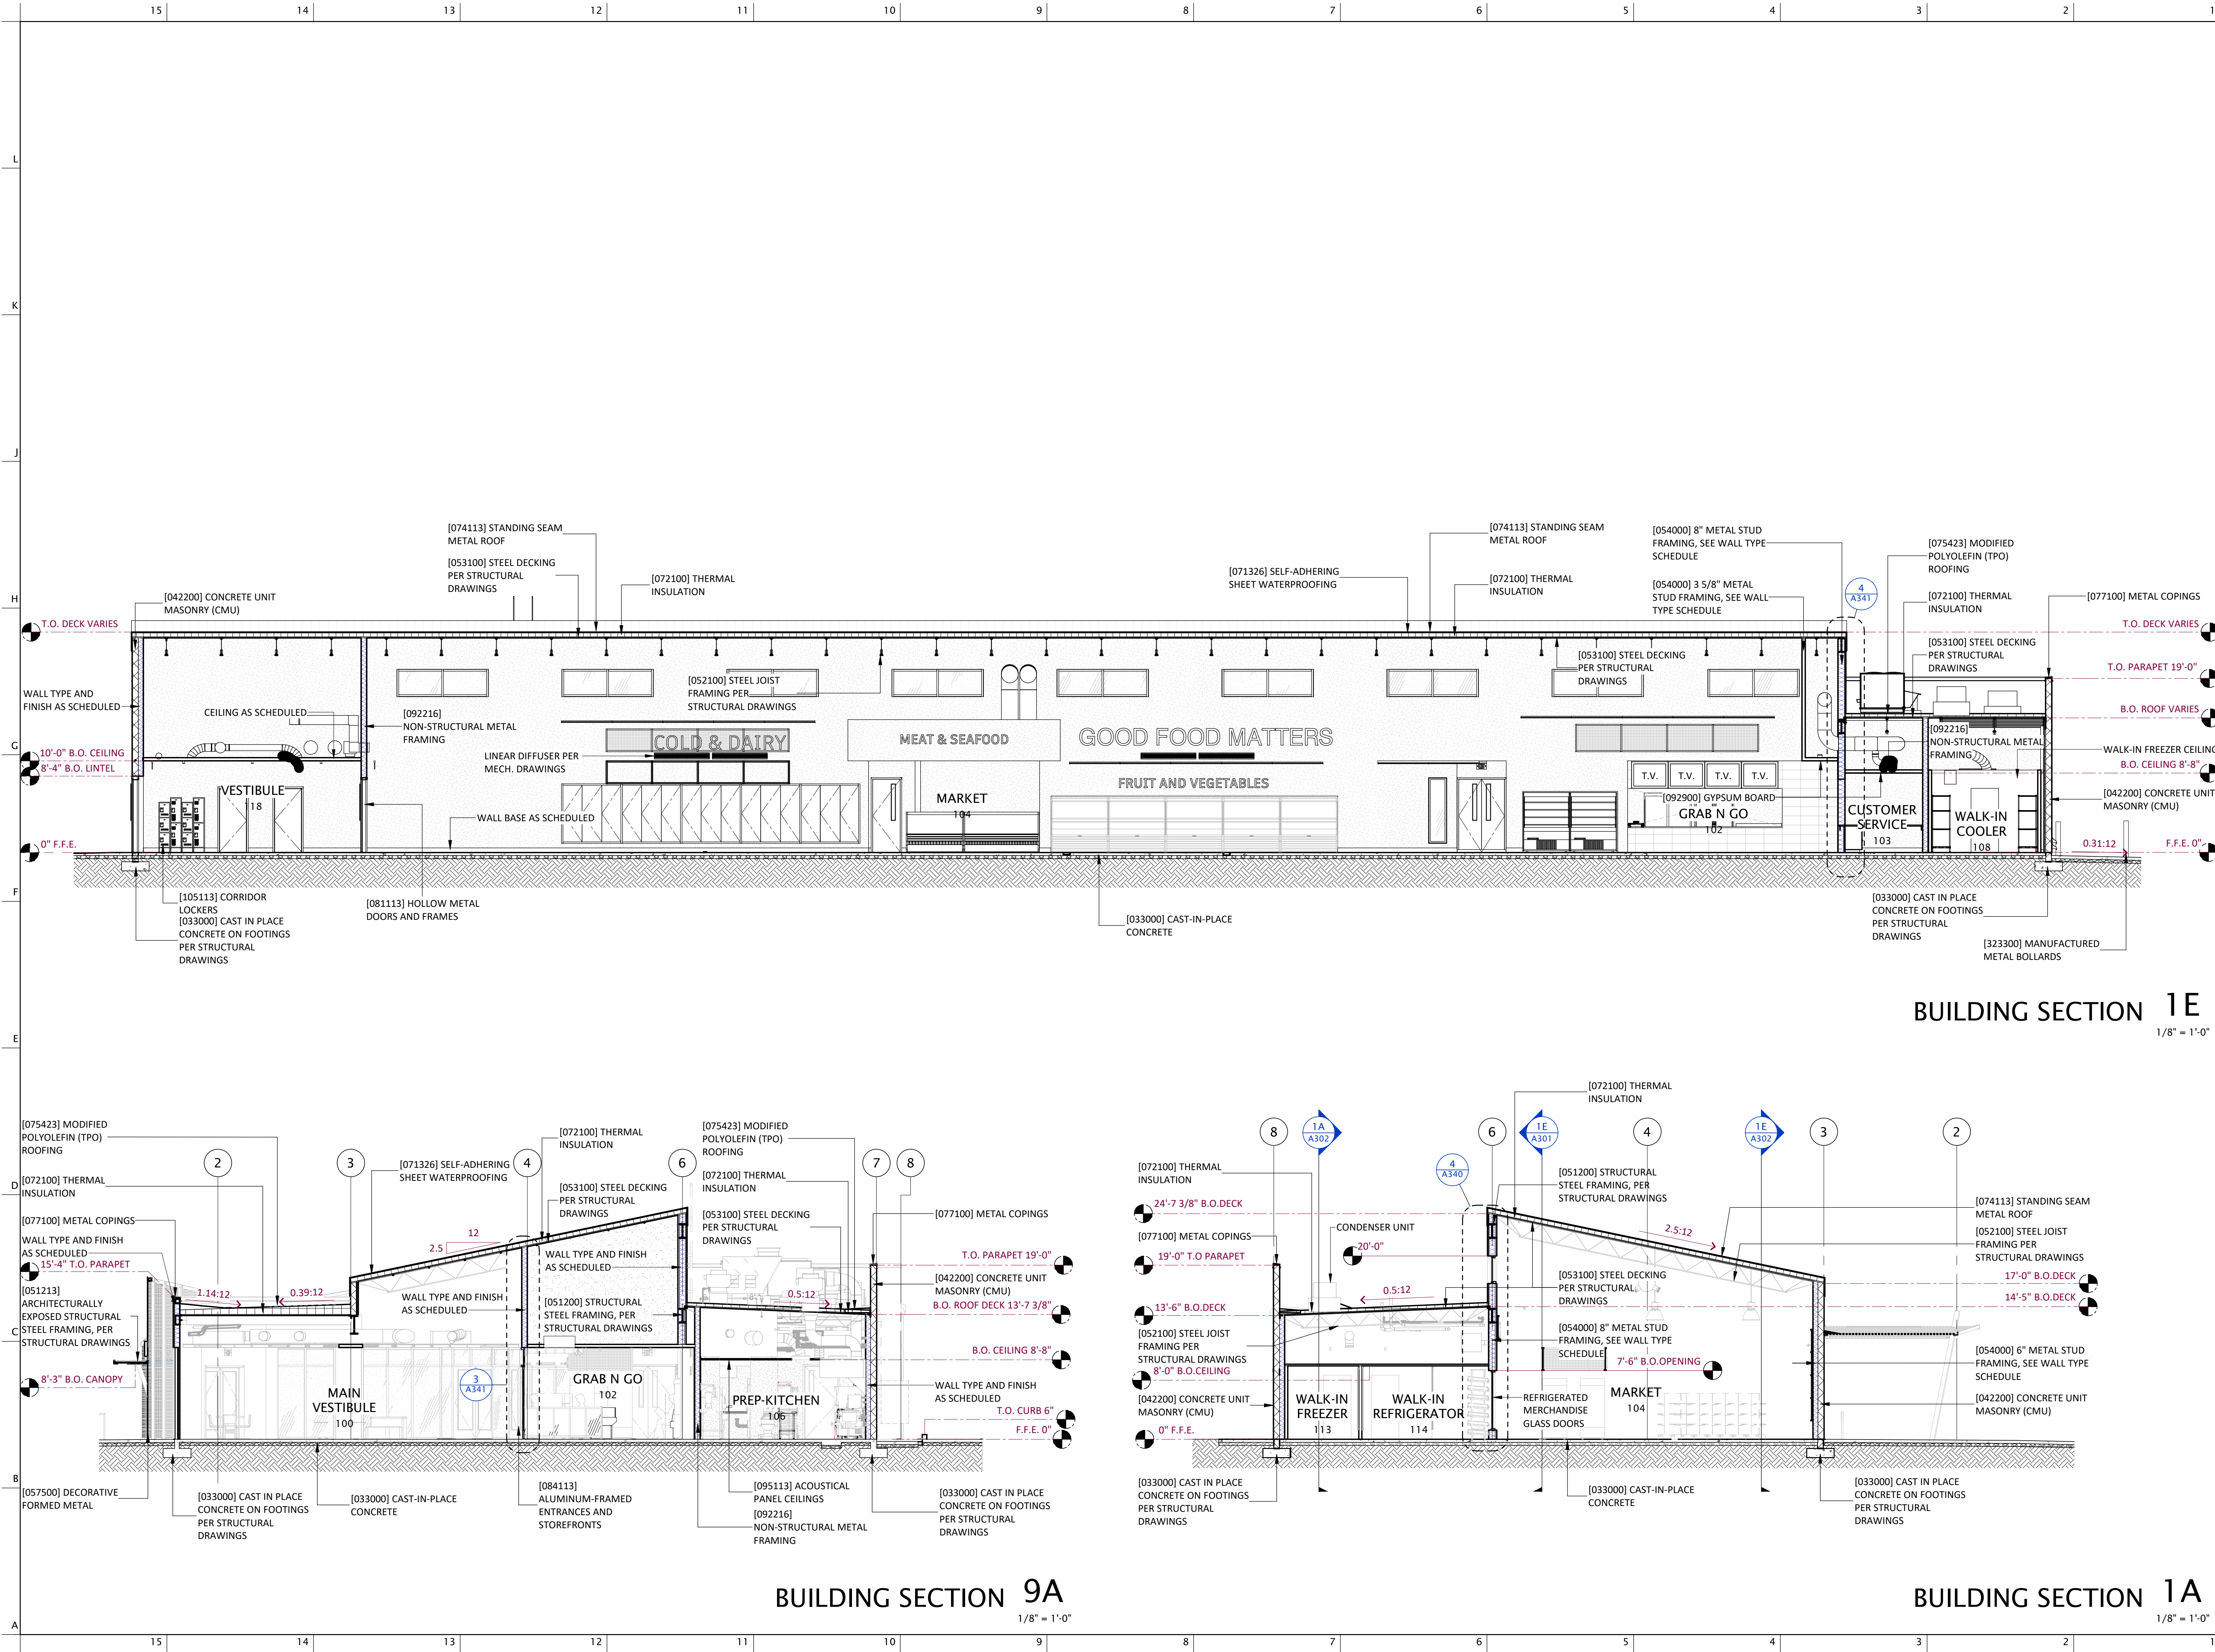 15 14 13 12 11 10 9 8 7 6 5 4 3 2 1
L
K
J
H
G
F
E
D
C
B
A
[074113] STANDING SEAM
METAL ROOF
[053100] STEEL DECKING
PER STRUCTURAL
DRAWINGS
[072100] THERMAL
INSULATION
[042200] CONCRETE UNIT
MASONRY (CMU)
T.O. DECK VARIES
WALL TYPE AND
FINISH AS SCHEDULED
CEILING AS SCHEDULED
[092216]
NON-STRUCTURAL METAL
FRAMING
10'-0" B.O. CEILING
8'-4" B.O. LINTEL
0" F.F.E.
VESTIBULE
118
LINEAR DIFFUSER PER
MECH. DRAWINGS
WALL BASE AS SCHEDULED
[052100] STEEL JOIST
FRAMING PER
STRUCTURAL DRAWINGS
COLD & DAIRY
MEAT & SEAFOOD
MARKET
104
GOOD FOOD MATTERS
FRUIT AND VEGETABLES
[071326] SELF-ADHERING
SHEET WATERPROOFING
[074113] STANDING SEAM
METAL ROOF
[072100] THERMAL
INSULATION
[054000] 8" METAL STUD
FRAMING, SEE WALL TYPE
SCHEDULE
[054000] 3 5/8" METAL
STUD FRAMING, SEE WALL
TYPE SCHEDULE
4
A341
[053100] STEEL DECKING
PER STRUCTURAL
DRAWINGS
T.V. T.V. T.V. T.V.
[092900] GYPSUM BOARD
GRAB N GO
102
[075423] MODIFIED
POLYOLEFIN (TPO)
ROOFING
[072100] THERMAL
INSULATION
[077100] METAL COPINGS
T.O. DECK VARIES
[053100] STEEL DECKING
PER STRUCTURAL
DRAWINGS
T.O. PARAPET 19'-0"
B.O. ROOF VARIES
[092216]
NON-STRUCTURAL METAL
FRAMING
WALK-IN FREEZER CEILING
B.O. CEILING 8'-8"
[042200] CONCRETE UNIT
MASONRY (CMU)
CUSTOMER
SERVICE
103
WALK-IN
COOLER
108
0.31:12
F.F.E. 0"
[105113] CORRIDOR
LOCKERS
[033000] CAST IN PLACE
CONCRETE ON FOOTINGS
PER STRUCTURAL
DRAWINGS
[081113] HOLLOW METAL
DOORS AND FRAMES
[033000] CAST-IN-PLACE
CONCRETE
[033000] CAST IN PLACE
CONCRETE ON FOOTINGS
PER STRUCTURAL
DRAWINGS
[323300] MANUFACTURED
METAL BOLLARDS
BUILDING SECTION 1E
1/8" = 1'-0"
[075423] MODIFIED
POLYOLEFIN (TPO)
ROOFING
[072100] THERMAL
INSULATION
[077100] METAL COPINGS
WALL TYPE AND FINISH
AS SCHEDULED
15'-4" T.O. PARAPET
[051213]
ARCHITECTURALLY
EXPOSED STRUCTURAL
STEEL FRAMING, PER
STRUCTURAL DRAWINGS
8'-3" B.O. CANOPY
[057500] DECORATIVE
FORMED METAL
2 3 4 6 7 8
1.14:12
0.39:12
[071326] SELF-ADHERING
SHEET WATERPROOFING
12
2.5
[072100] THERMAL
INSULATION
[053100] STEEL DECKING
PER STRUCTURAL
DRAWINGS
WALL TYPE AND FINISH
AS SCHEDULED
WALL TYPE AND FINISH
AS SCHEDULED
[051200] STRUCTURAL
STEEL FRAMING, PER
STRUCTURAL DRAWINGS
[075423] MODIFIED
POLYOLEFIN (TPO)
ROOFING
[072100] THERMAL
INSULATION
[053100] STEEL DECKING
PER STRUCTURAL
DRAWINGS
0.5:12
[077100] METAL COPINGS
T.O. PARAPET 19'-0"
[042200] CONCRETE UNIT
MASONRY (CMU)
B.O. ROOF DECK 13'-7 3/8"
B.O. CEILING 8'-8"
WALL TYPE AND FINISH
AS SCHEDULED
T.O. CURB 6"
F.F.E. 0"
MAIN
VESTIBULE
100
3
A341
GRAB N GO
102
PREP-KITCHEN
106
[033000] CAST IN PLACE
CONCRETE ON FOOTINGS
PER STRUCTURAL
DRAWINGS
[033000] CAST-IN-PLACE
CONCRETE
[084113]
ALUMINUM-FRAMED
ENTRANCES AND
STOREFRONTS
[095113] ACOUSTICAL
PANEL CEILINGS
[092216]
NON-STRUCTURAL METAL
FRAMING
[033000] CAST IN PLACE
CONCRETE ON FOOTINGS
PER STRUCTURAL
DRAWINGS
BUILDING SECTION 9A
1/8" = 1'-0"
[072100] THERMAL
INSULATION
8
1A
A302
6
1E
A301
4
1E
A302
3
2
[072100] THERMAL
INSULATION
4
A340
[051200] STRUCTURAL
STEEL FRAMING, PER
STRUCTURAL DRAWINGS
24'-7 3/8" B.O.DECK
[077100] METAL COPINGS
CONDENSER UNIT
20'-0"
19'-0" T.O PARAPET
2.5:12
[074113] STANDING SEAM
METAL ROOF
[052100] STEEL JOIST
FRAMING PER
STRUCTURAL DRAWINGS
[053100] STEEL DECKING
PER STRUCTURAL
DRAWINGS
17'-0" B.O.DECK
14'-5" B.O.DECK
0.5:12
13'-6" B.O.DECK
[052100] STEEL JOIST
FRAMING PER
STRUCTURAL DRAWINGS
8'-0" B.O.CEILING
[054000] 8" METAL STUD
FRAMING, SEE WALL TYPE
SCHEDULE
7'-6" B.O.OPENING
[054000] 6" METAL STUD
FRAMING, SEE WALL TYPE
SCHEDULE
[042200] CONCRETE UNIT
MASONRY (CMU)
WALK-IN
FREEZER
113
WALK-IN
REFRIGERATOR
114
REFRIGERATED
MERCHANDISE
GLASS DOORS
MARKET
104
[042200] CONCRETE UNIT
MASONRY (CMU)
0" F.F.E.
[033000] CAST IN PLACE
CONCRETE ON FOOTINGS
PER STRUCTURAL
DRAWINGS
[033000] CAST-IN-PLACE
CONCRETE
[033000] CAST IN PLACE
CONCRETE ON FOOTINGS
PER STRUCTURAL
DRAWINGS
BUILDING SECTION 1A
1/8" = 1'-0"
15 14 13 12 11 10 9 8 7 6 5 4 3 2 1